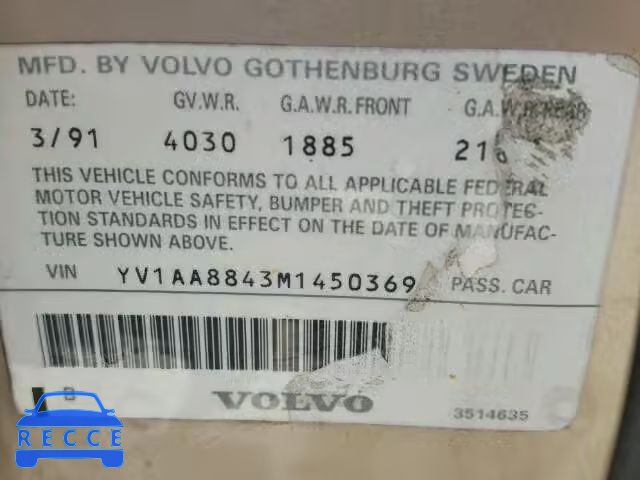 MFD. BY VOLVO GOTHENBURG SWEDEN
DATE: G.V.W.R. G.A.W.R. FRONT G.A.W.R. REAR
3/91 4030 1885
THIS VEHICLE CONFORMS TO ALL APPLICABLE FEDERAL
MOTOR VEHICLE SAFETY, BUMPER AND THEFT PROTEC-
TION STANDARDS IN EFFECT ON THE DATE OF MANUFAC-
TURE SHOWN ABOVE.
VIN YV1AA8843M1450369 PASS. CAR
VOLVO
3514635
RECCE